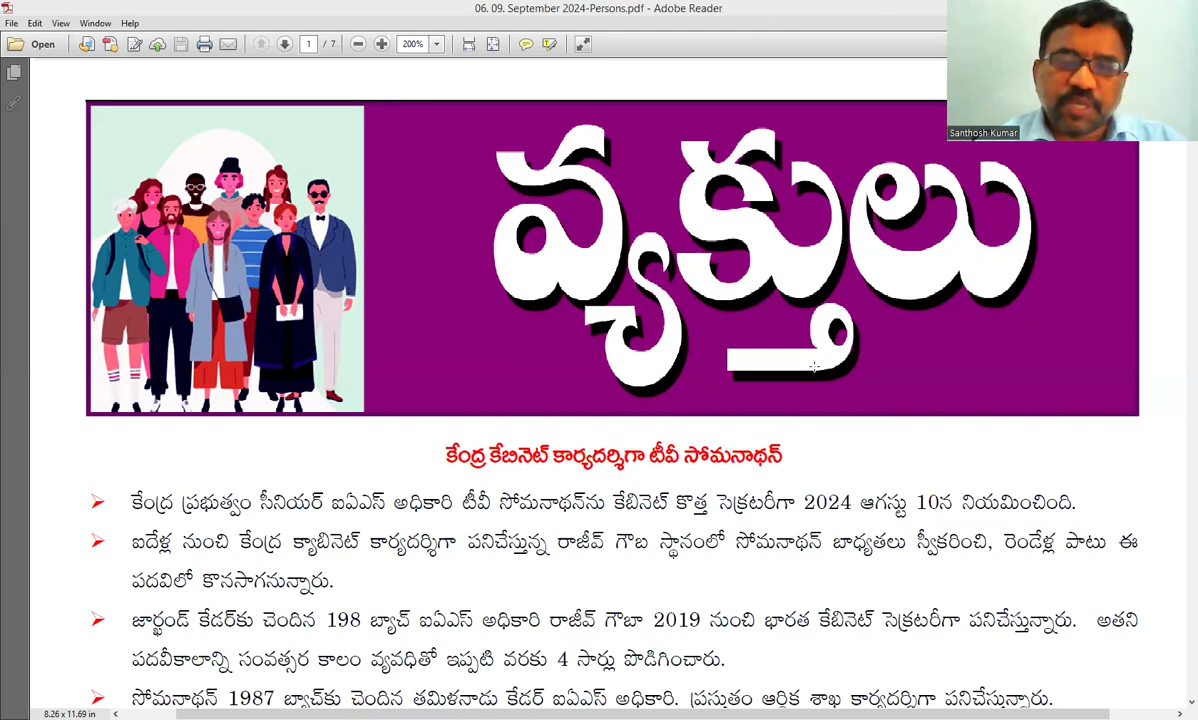 06. 09. September 2024-Persons.pdf - Adobe Reader
File Edit View Window Help
Open 1 / 7 200%
Santhosh Kumar
వ్యక్తులు
కేంద్ర కేబినెట్ కార్యదర్శిగా టీవీ సోమనాథన్
కేంద్ర ప్రభుత్వం సీనియర్ ఐఏఎస్ అధికారి టీవీ సోమనాథన్‌ను కేబినెట్ కొత్త సెక్రటరీగా 2024 ఆగస్టు 10న నియమించింది.
ఐదేళ్ల నుంచి కేంద్ర క్యాబినెట్ కార్యదర్శిగా పనిచేస్తున్న రాజీవ్ గౌబ స్థానంలో సోమనాథన్ బాధ్యతలు స్వీకరించి, రెండేళ్ల పాటు ఈ
పదవిలో కొనసాగనున్నారు.
జార్ఖండ్ కేడర్‌కు చెందిన 198 బ్యాచ్ ఐఏఎస్ అధికారి రాజీవ్ గౌబా 2019 నుంచి భారత కేబినెట్ సెక్రటరీగా పనిచేస్తున్నారు. అతని
పదవీకాలాన్ని సంవత్సర కాలం వ్యవధితో ఇప్పటి వరకు 4 సార్లు పొడిగించారు.
సోమనాథన్ 1987 బ్యాచ్‌కు చెందిన తమిళనాడు కేడర్ ఐఏఎస్ అధికారి. ప్రస్తుతం ఆర్థిక శాఖ కార్యదర్శిగా పనిచేస్తున్నారు.
8.26 x 11.69 in